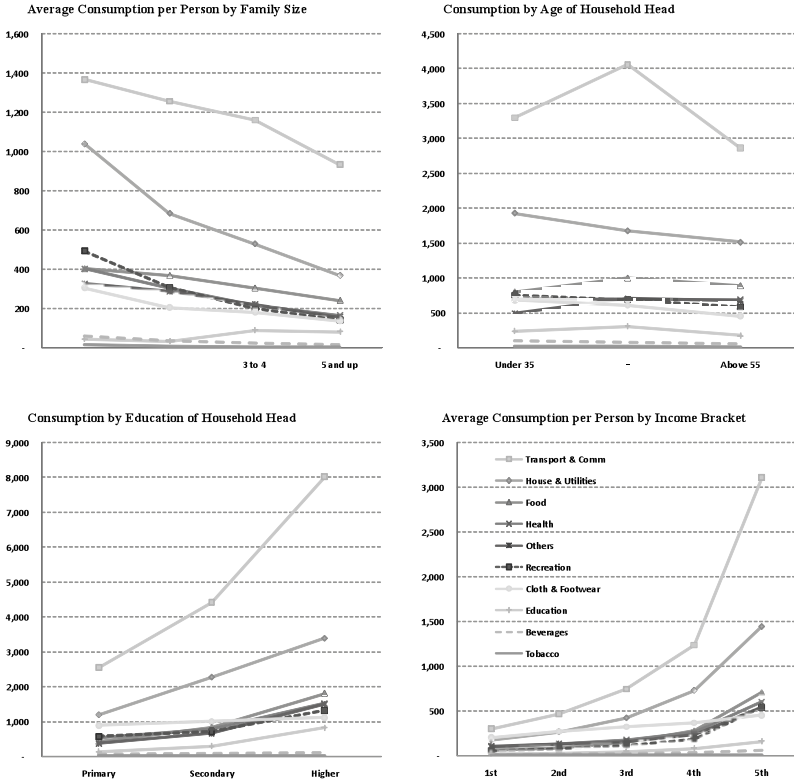 Average Consumption per Person by Family Size
1,600
1,400
1,200
1,000
800
600
400
200
-
3 to 4
5 and up
Consumption by Age of Household Head
4,500
4,000
3,500
3,000
2,500
2,000
1,500
1,000
500
-
Under 35
–
Above 55
Consumption by Education of Household Head
9,000
8,000
7,000
6,000
5,000
4,000
3,000
2,000
1,000
-
Primary
Secondary
Higher
Average Consumption per Person by Income Bracket
3,500
3,000
2,500
2,000
1,500
1,000
500
-
Transport & Comm
House & Utilities
Food
Health
Others
Recreation
Cloth & Footwear
Education
Beverages
Tobacco
1st
2nd
3rd
4th
5th